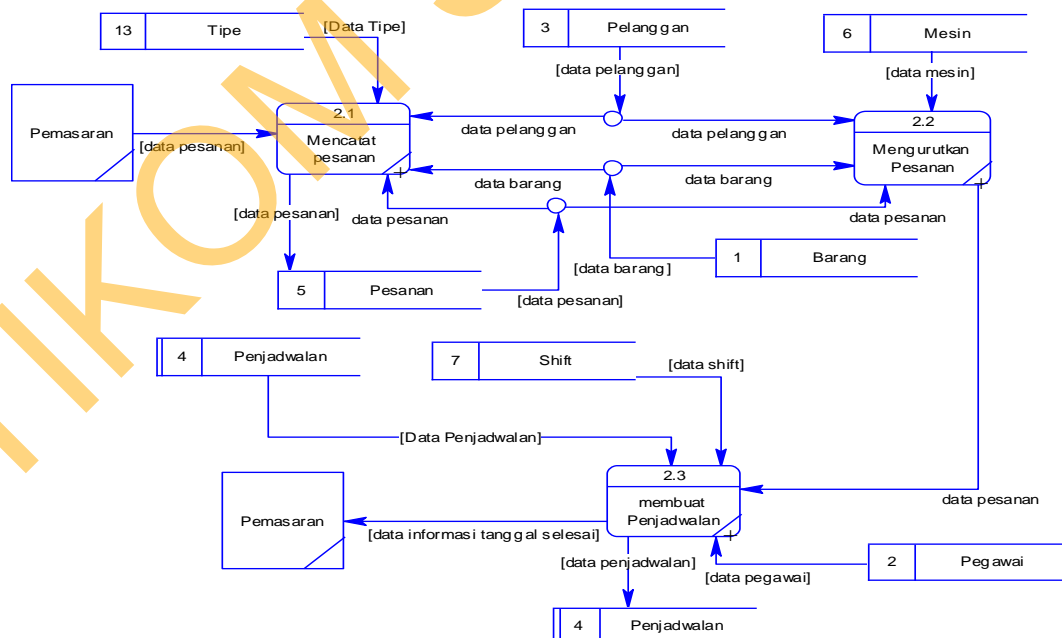 13 Tipe
[Data Tipe]
3 Pelanggan
[data pelanggan]
6 Mesin
[data mesin]
Pemasaran
[data pesanan]
2.1
Mencatat
pesanan
data pelanggan
data pelanggan
2.2
Mengurutkan
Pesanan
data barang
data barang
[data pesanan]
data pesanan
data pesanan
[data barang]
1 Barang
5 Pesanan
[data pesanan]
4 Penjadwalan
7 Shift
[data shift]
[Data Penjadwalan]
2.3
membuat
Penjadwalan
data pesanan
Pemasaran
[data informasi tanggal selesai]
[data penjadwalan]
[data pegawai]
2 Pegawai
4 Penjadwalan
IKOM